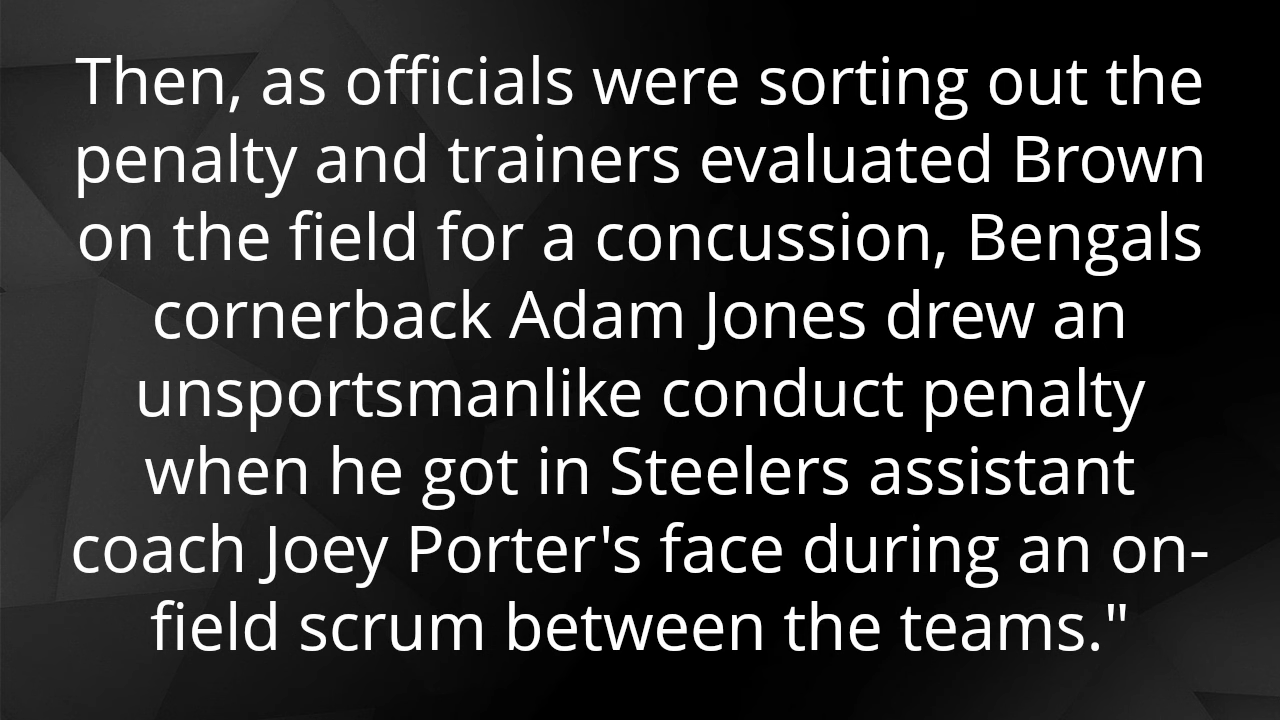 Then, as officials were sorting out the
penalty and trainers evaluated Brown
on the field for a concussion, Bengals
cornerback Adam Jones drew an
unsportsmanlike conduct penalty
when he got in Steelers assistant
coach Joey Porter's face during an on-
field scrum between the teams."